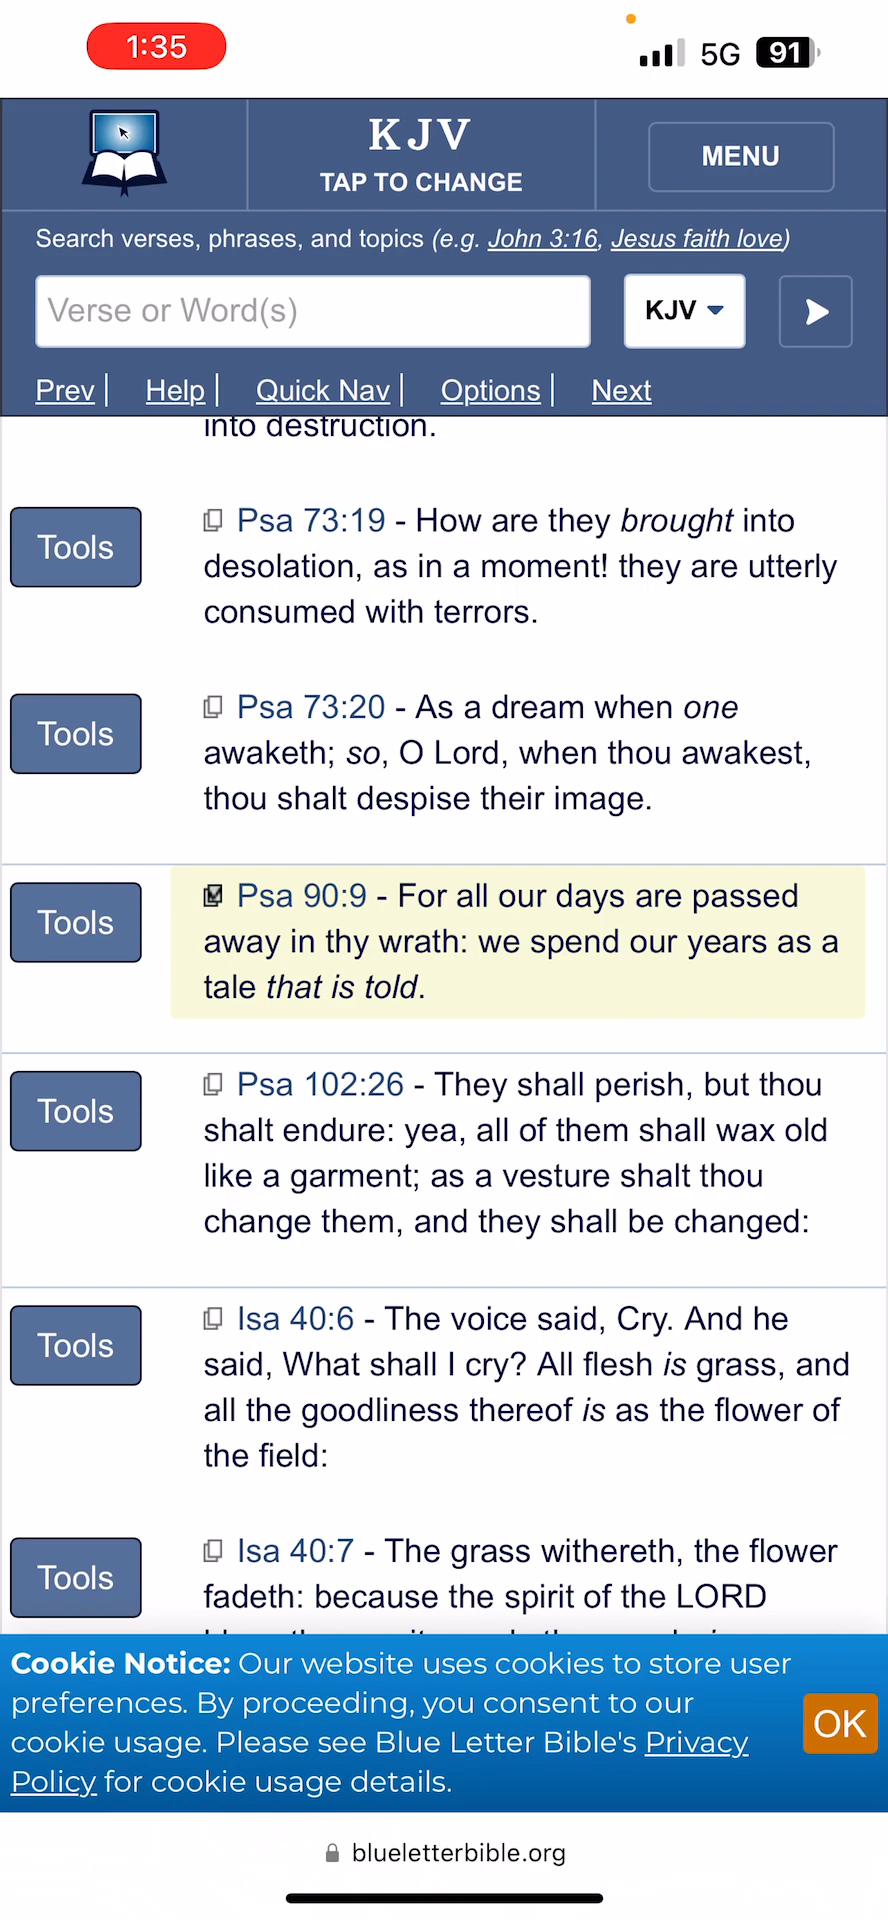 1:35
5G 91
KJV
TAP TO CHANGE
MENU
Search verses, phrases, and topics (e.g. John 3:16, Jesus faith love)
Verse or Word(s)
KJV
Prev | Help | Quick Nav | Options | Next
into destruction.
Tools
Psa 73:19 - How are they brought into
desolation, as in a moment! they are utterly
consumed with terrors.
Tools
Psa 73:20 - As a dream when one
awaketh; so, O Lord, when thou awakest,
thou shalt despise their image.
Tools
Psa 90:9 - For all our days are passed
away in thy wrath: we spend our years as a
tale that is told.
Tools
Psa 102:26 - They shall perish, but thou
shalt endure: yea, all of them shall wax old
like a garment; as a vesture shalt thou
change them, and they shall be changed:
Tools
Isa 40:6 - The voice said, Cry. And he
said, What shall I cry? All flesh is grass, and
all the goodliness thereof is as the flower of
the field:
Tools
Isa 40:7 - The grass withereth, the flower
fadeth: because the spirit of the LORD
Cookie Notice: Our website uses cookies to store user
preferences. By proceeding, you consent to our
cookie usage. Please see Blue Letter Bible's Privacy
Policy for cookie usage details.
OK
blueletterbible.org